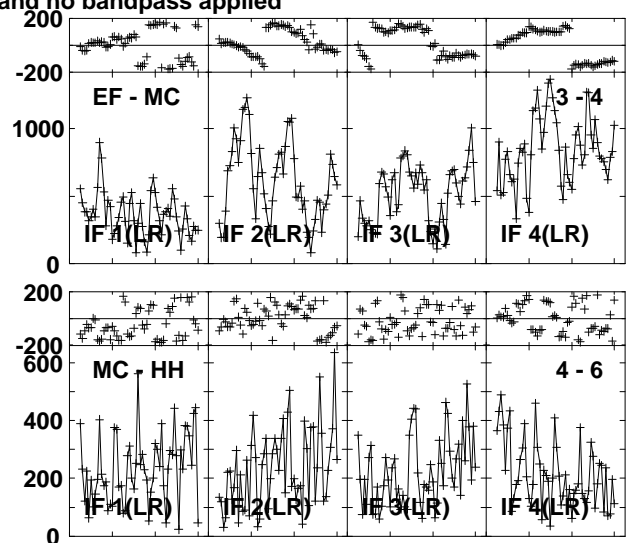 and no bandpass applied
200
-200
EF - MC
3 - 4
1000
IF 1(LR) IF 2(LR) IF 3(LR) IF 4(LR)
0
200
-200
600
MC - HH
4 - 6
400
200
IF 1(LR) IF 2(LR) IF 3(LR) IF 4(LR)
0